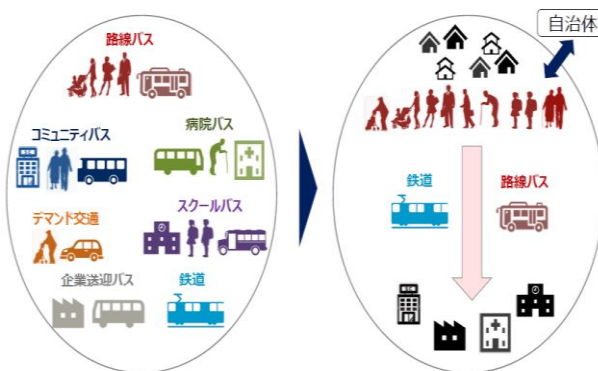 路線バス
コミュニティバス
病院バス
デマンド交通
スクールバス
企業送迎バス
鉄道
自治体
鉄道
路線バス